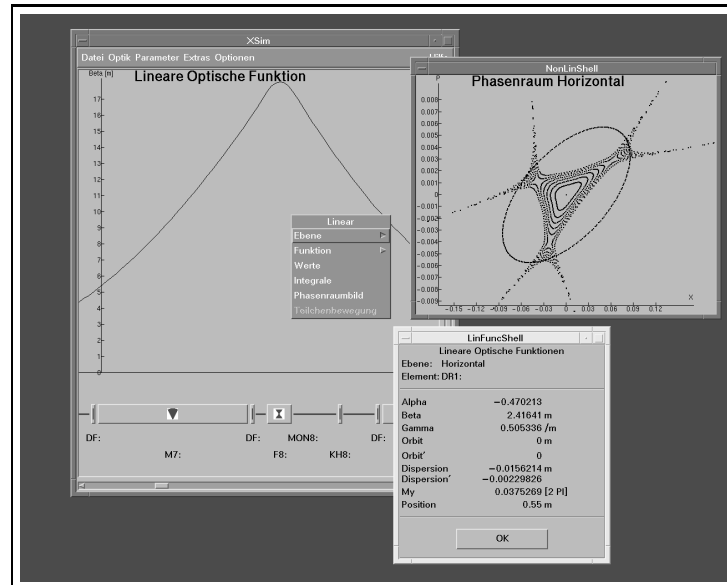 XSim
Datei Optik Parameter Extras Optionen
Beta [m]
Lineare Optische Funktion
17
16
15
14
13
12
11
10
9
8
7
6
5
4
3
2
1
0
Linear
Ebene
Funktion
Werte
Integrale
Phasenraumbild
Teilchenbewegung
DF:
DF:
MON8:
DF:
M7:
F8:
KH8:
NonLinShell
P
Phasenraum Horizontal
0.008
0.007
0.006
0.005
0.004
0.003
0.002
0.001
0
-0.001
-0.002
-0.003
-0.004
-0.005
-0.006
-0.007
-0.008
-0.009
X
-0.15 -0.12 -0.09 -0.06 -0.03 0 0.03 0.06 0.09 0.12
LinFuncShell
Lineare Optische Funktionen
Ebene: Horizontal
Element: DR1:
Alpha -0.470213
Beta 2.41641 m
Gamma 0.505336 /m
Orbit 0 m
Orbit' 0
Dispersion -0.0156214 m
Dispersion' -0.00229826
My 0.0375269 [2 PI]
Position 0.55 m
OK